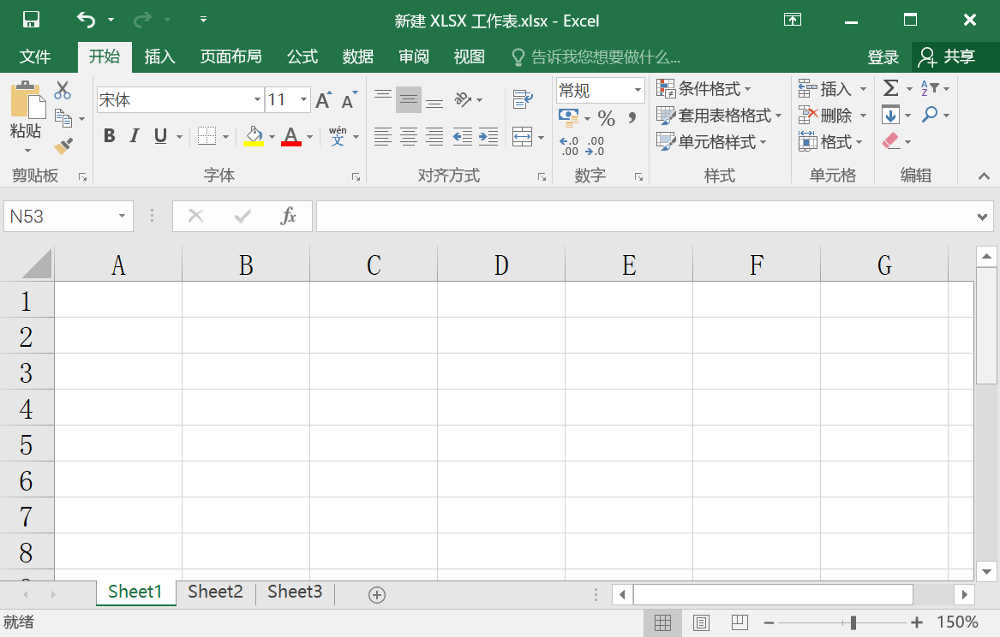 新建 XLSX 工作表.xlsx - Excel
文件 开始 插入 页面布局 公式 数据 审阅 视图 告诉我您想要做什么... 登录 共享
宋体 11 常规 条件格式 插入 Σ A Z
粘贴 B I U A wén 文 % 套用表格格式 删除
←.0 .00 .00 →.0 单元格样式 格式
剪贴板 字体 对齐方式 数字 样式 单元格 编辑
N53 fx
A B C D E F G
1
2
3
4
5
6
7
8
Sheet1 Sheet2 Sheet3
就绪 150%